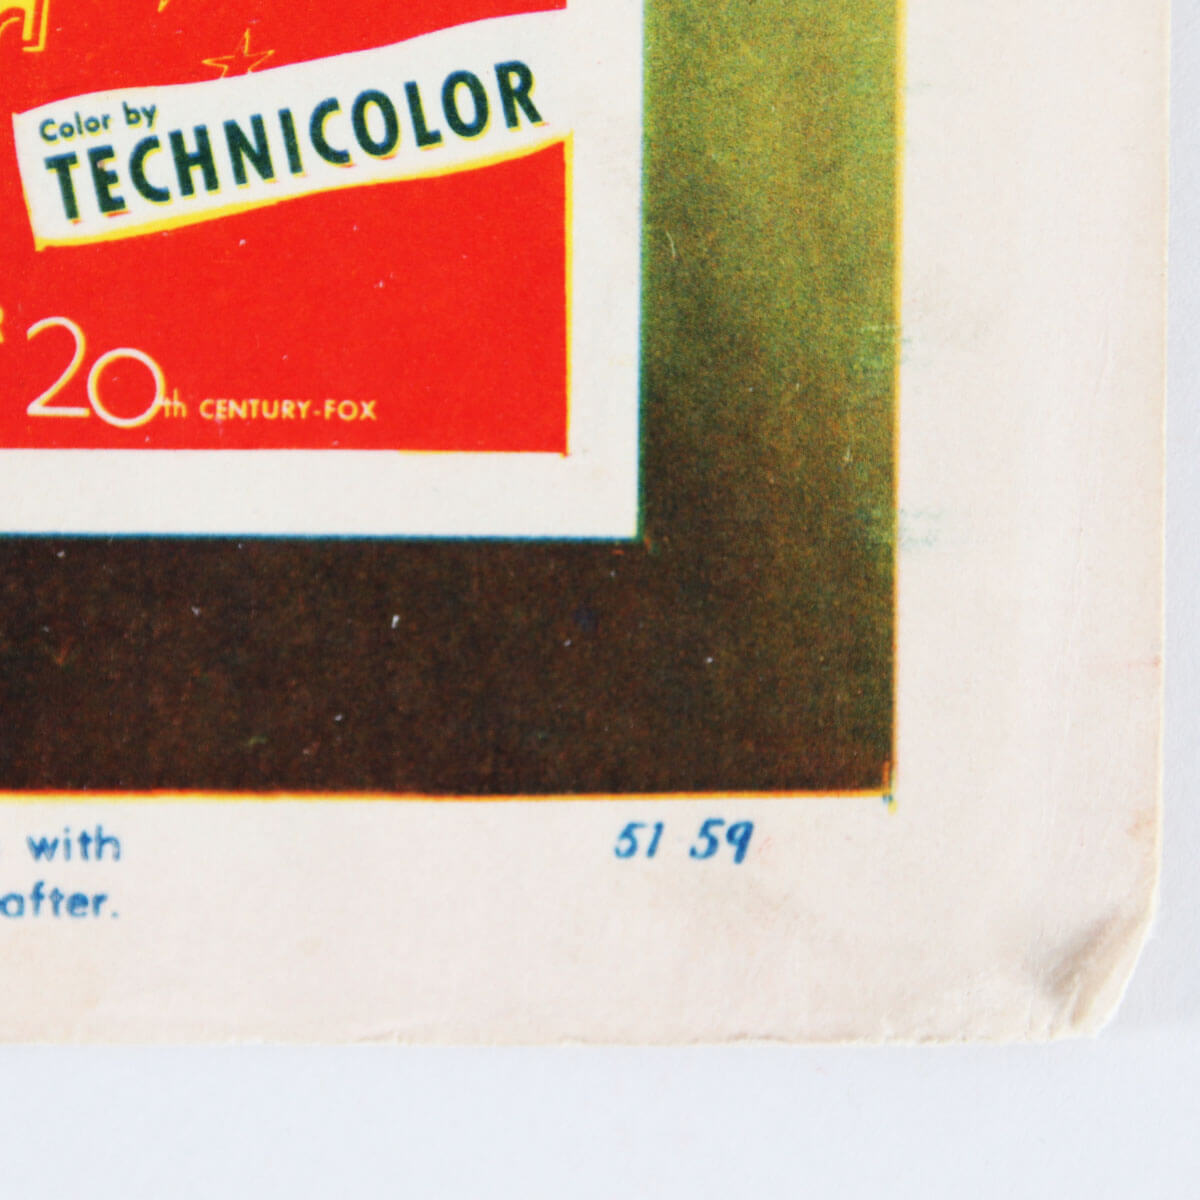 Color by
TECHNICOLOR
20th CENTURY-FOX
with
51 59
after.